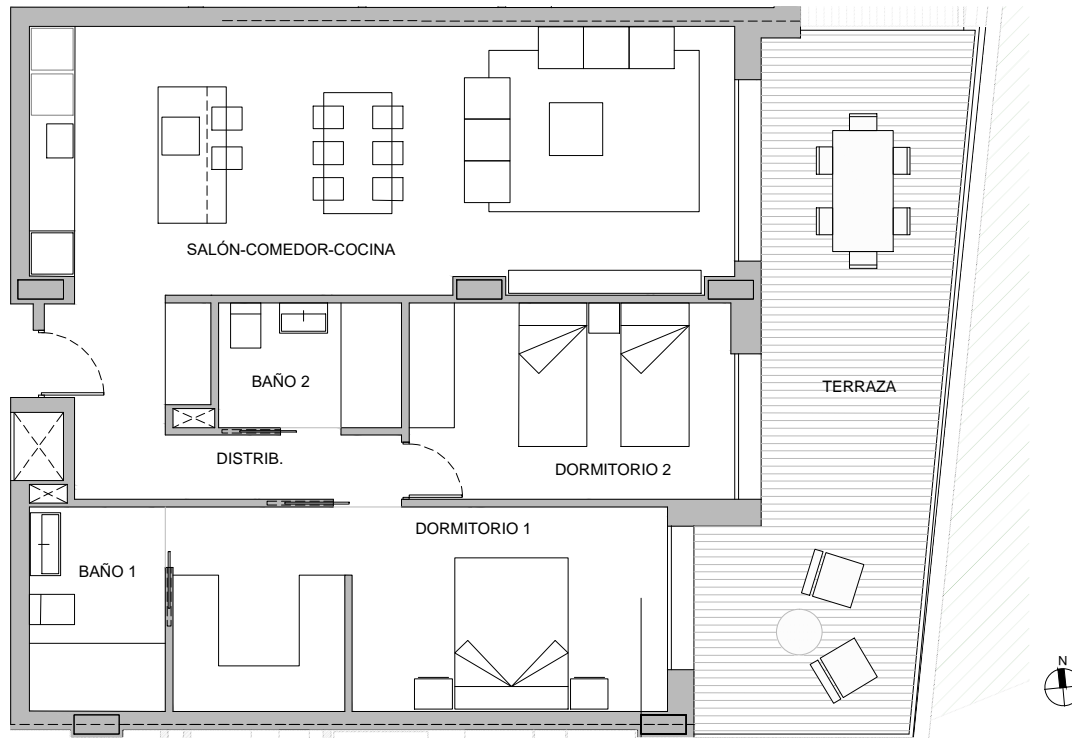 SALÓN-COMEDOR-COCINA
BAÑO 2
TERRAZA
DISTRIB.
DORMITORIO 2
DORMITORIO 1
BAÑO 1
N